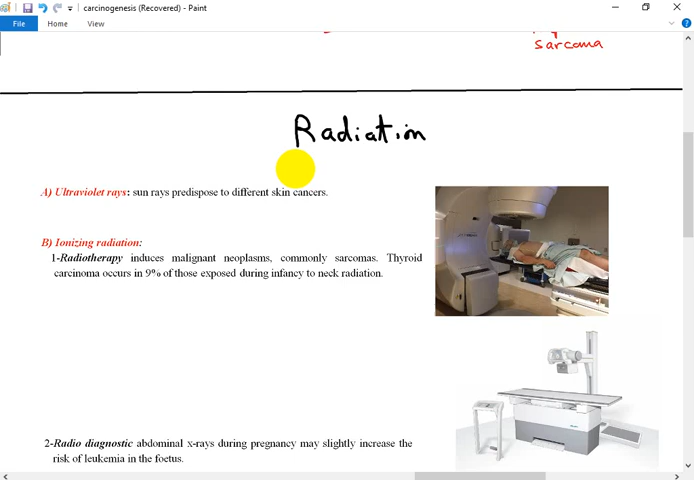 carcinogenesis (Recovered) - Paint
File Home View
sarcoma
Radiation
A) Ultraviolet rays: sun rays predispose to different skin cancers.
B) Ionizing radiation:
1-Radiotherapy induces malignant neoplasms, commonly sarcomas. Thyroid
carcinoma occurs in 9% of those exposed during infancy to neck radiation.
2-Radio diagnostic abdominal x-rays during pregnancy may slightly increase the
risk of leukemia in the foetus.